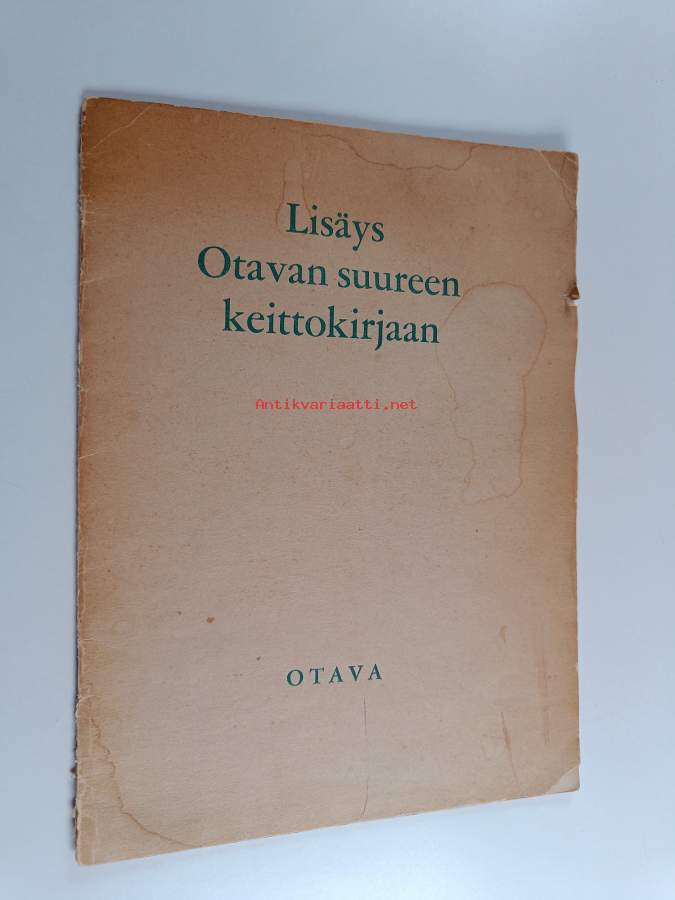 Lisäys
Otavan suureen
keittokirjaan
Antikvariaatti.net
OTAVA